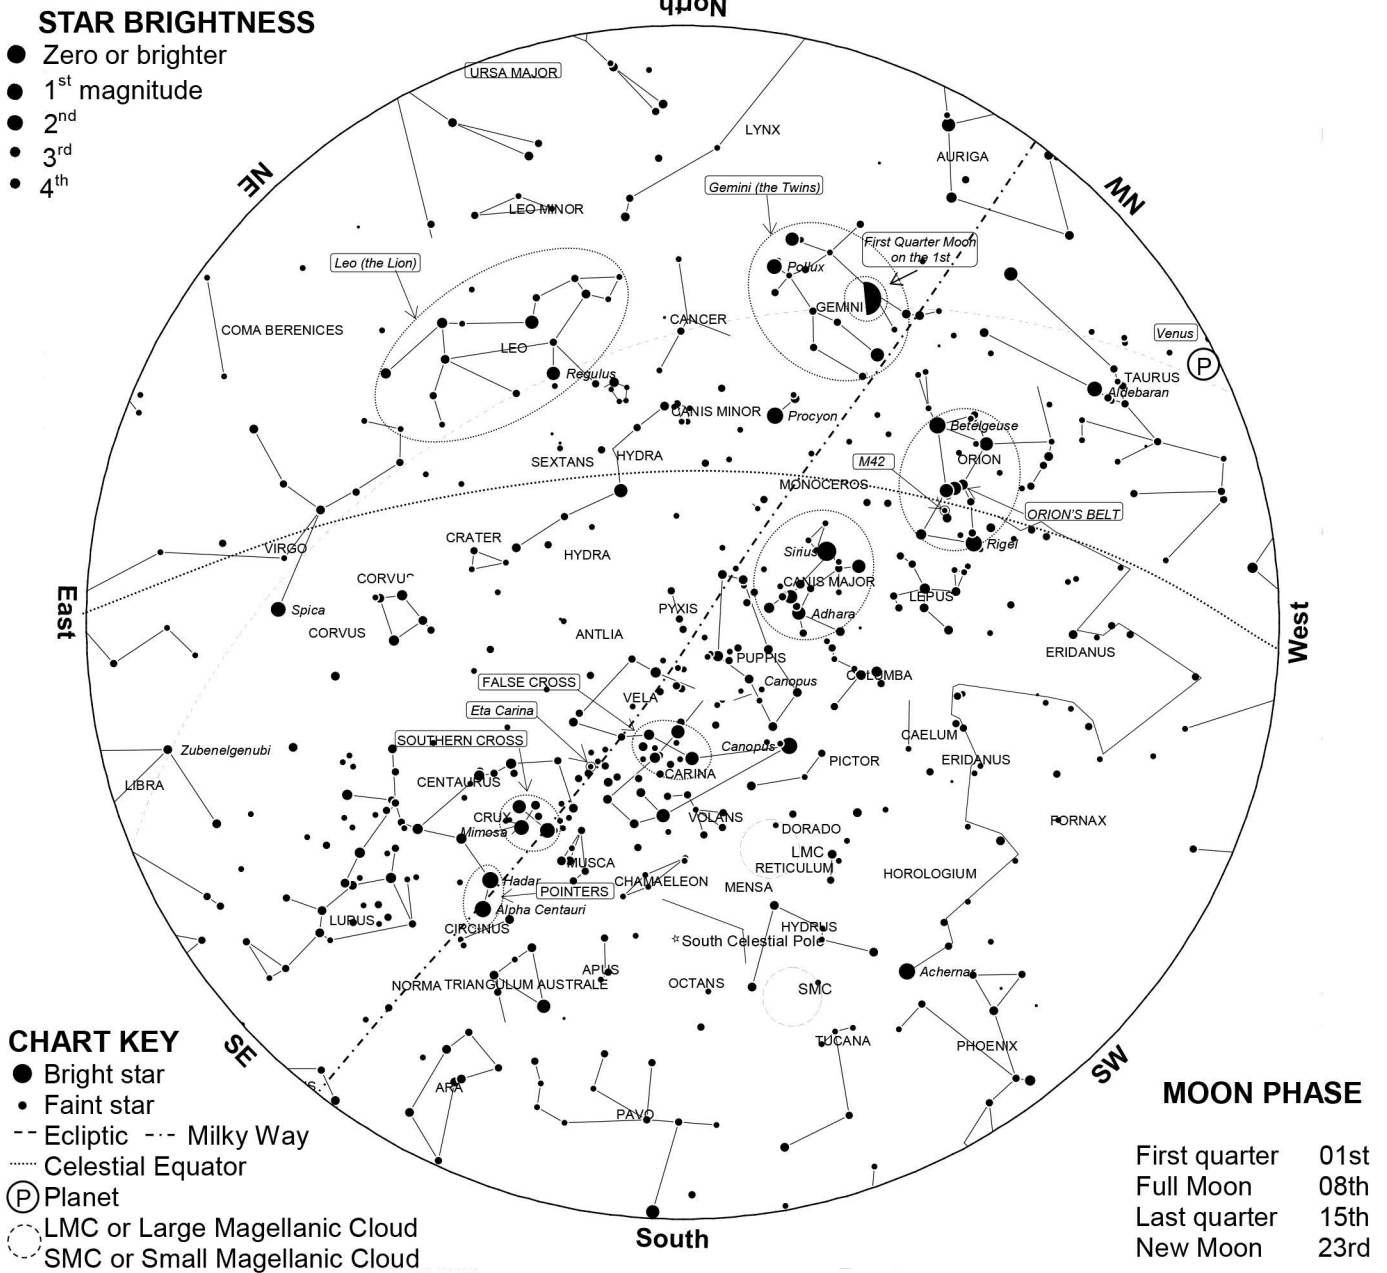 North
STAR BRIGHTNESS
Zero or brighter
1st magnitude
2nd
3rd
4th
URSA MAJOR
LYNX
AURIGA
NE
NW
Gemini (the Twins)
LEO MINOR
Leo (the Lion)
First Quarter Moon
on the 1st
Pollux
GEMINI
COMA BERENICES
CANCER
Venus
P
LEO
Regulus
TAURUS
Aldebaran
CANIS MINOR
Procyon
Betelgeuse
SEXTANS
HYDRA
M42
ORION
MONOCEROS
ORION'S BELT
CRATER
HYDRA
VIRGO
Sirius
Rigel
CORVUS
CANIS MAJOR
LEPUS
East
Spica
PYXIS
Adhara
West
CORVUS
ANTLIA
ERIDANUS
PUPPIS
FALSE CROSS
Canopus
COLUMBA
VELA
Eta Carina
CAELUM
Zubenelgenubi
SOUTHERN CROSS
Canopus
PICTOR
ERIDANUS
LIBRA
CENTAURUS
CARINA
CRUX
VOLANS
FORNAX
Mimosa
DORADO
LMC
MUSCA
RETICULUM
HOROLOGIUM
Hadar
CHAMAELEON
MENSA
POINTERS
Alpha Centauri
LUPUS
CIRCINUS
HYDRUS
South Celestial Pole
APUS
Achernar
NORMA
TRIANGULUM AUSTRALE
OCTANS
SMC
TUCANA
PHOENIX
SE
SW
ARA
PAVO
South
CHART KEY
Bright star
Faint star
Ecliptic
Milky Way
Celestial Equator
P Planet
LMC or Large Magellanic Cloud
SMC or Small Magellanic Cloud
MOON PHASE
First quarter 01st
Full Moon 08th
Last quarter 15th
New Moon 23rd